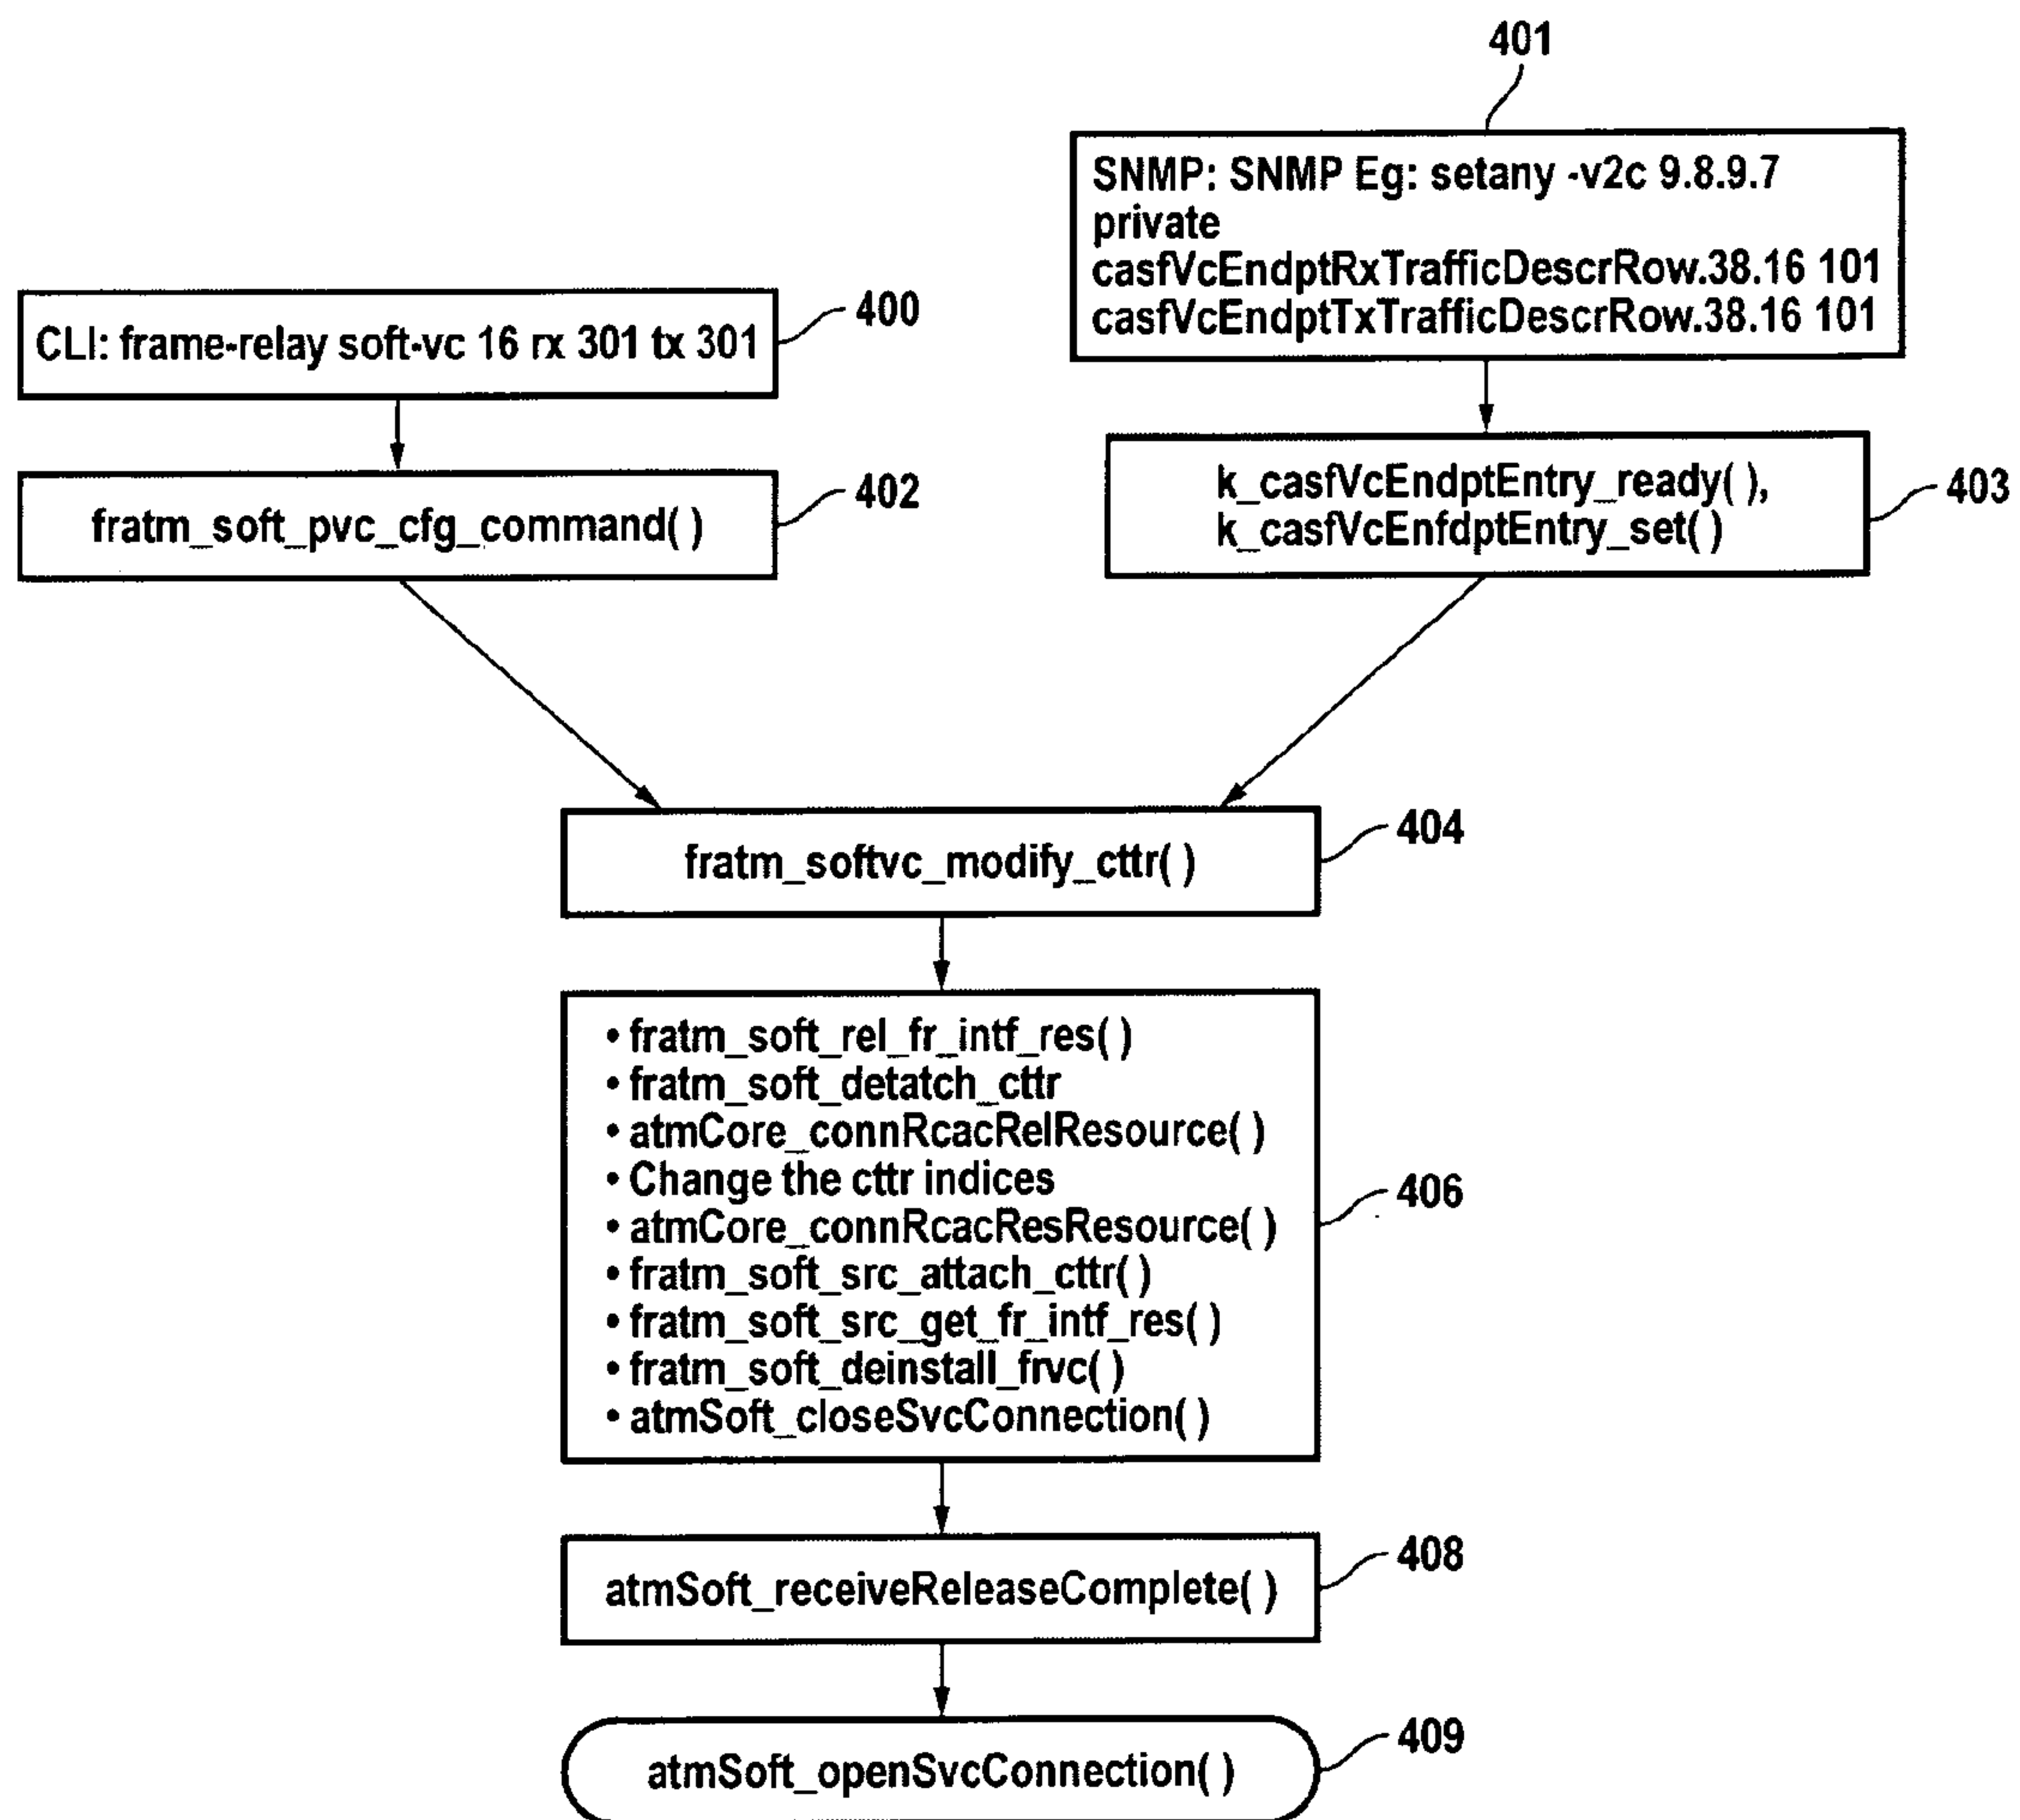 401
SNMP: SNMP Eg: setany -v2c 9.8.9.7
private
casfVcEndptRxTrafficDescrRow.38.16 101
casfVcEndptTxTrafficDescrRow.38.16 101
CLI: frame-relay soft-vc 16 rx 301 tx 301
400
fratm_soft_pvc_cfg_command( )
402
k_casfVcEndptEntry_ready( ),
k_casfVcEnfdptEntry_set()
403
fratm_softvc_modify_cttr( )
404
• fratm_soft_rel_fr_intf_res( )
• fratm_soft_detatch_cttr
• atmCore_connRcacRelResource( )
• Change the cttr indices
• atmCore_connRcacResResource( )
• fratm_soft_src_attach_cttr( )
• fratm_soft_src_get_fr_intf_res( )
• fratm_soft_deinstall_frvc( )
• atmSoft_closeSvcConnection( )
406
atmSoft_receiveReleaseComplete( )
408
atmSoft_openSvcConnection( )
409